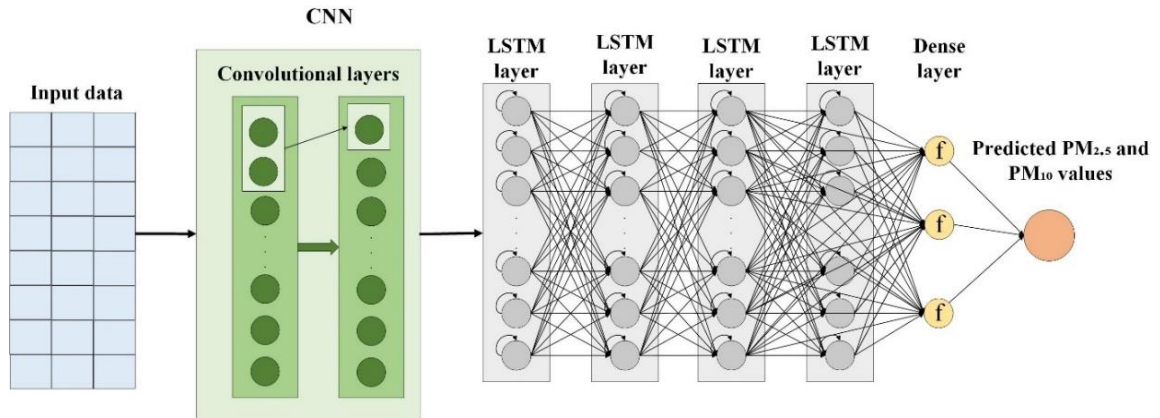 CNN
Input data
Convolutional layers
LSTM
layer
LSTM
layer
LSTM
layer
LSTM
layer
Dense
layer
f
f
f
Predicted PM₂.₅ and
PM₁₀ values